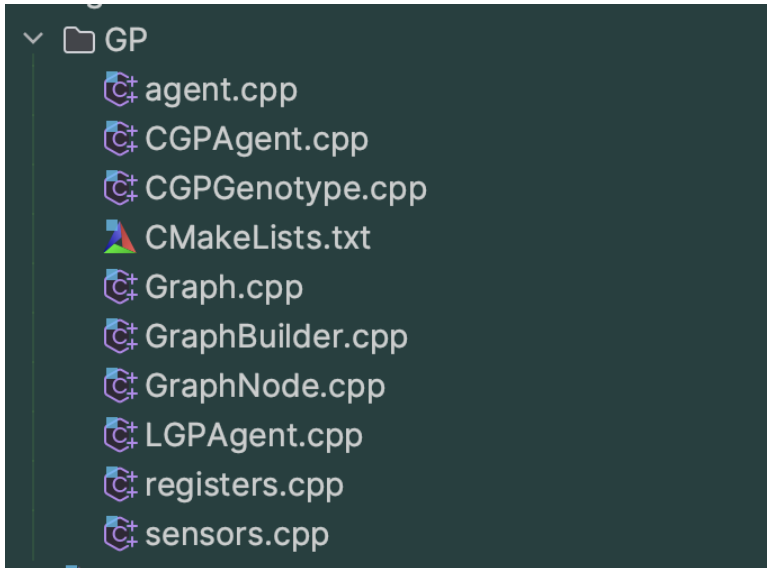 GP
agent.cpp
CGPAgent.cpp
CGPGenotype.cpp
CMakeLists.txt
Graph.cpp
GraphBuilder.cpp
GraphNode.cpp
LGPAgent.cpp
registers.cpp
sensors.cpp